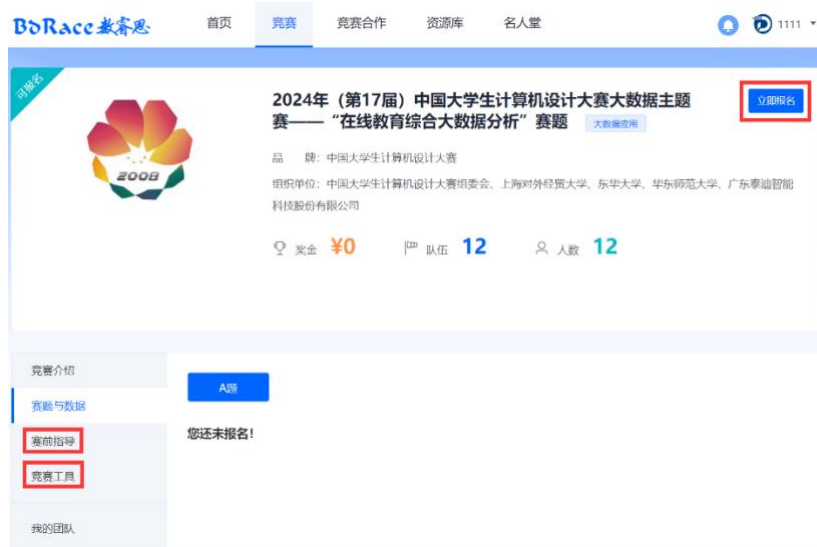 BdRace数睿思 首页 竞赛 竞赛合作 资源库 名人堂 1111
可报名
2024年（第17届）中国大学生计算机设计大赛大数据主题
赛——“在线教育综合大数据分析”赛题 大数据应用
立即报名
品 牌：中国大学生计算机设计大赛
组织单位：中国大学生计算机设计大赛组委会、上海对外经贸大学、东华大学、华东师范大学、广东泰迪智能
科技股份有限公司
2008
奖金 ¥0 队伍 12 人数 12
竞赛介绍
赛题与数据
赛前指导
竞赛工具
我的团队
A题
您还未报名！